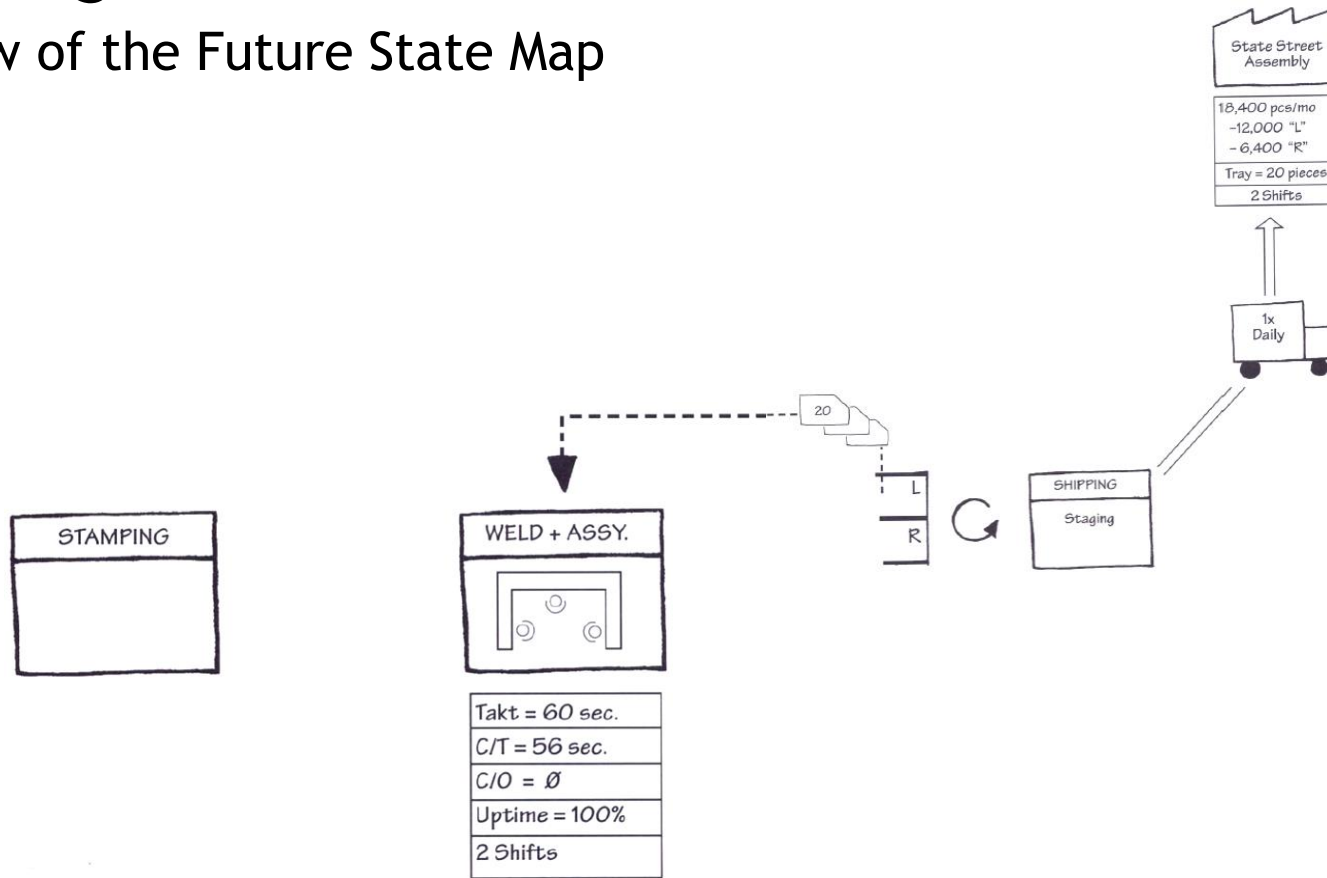 of the Future State Map
State Street
Assembly
18,400 pcs/mo
-12,000 "L"
- 6,400 "R"
Tray = 20 pieces
2 Shifts
1x
Daily
20
L
R
SHIPPING
Staging
STAMPING
WELD + ASSY.
Takt = 60 sec.
C/T = 56 sec.
C/O = Ø
Uptime = 100%
2 Shifts